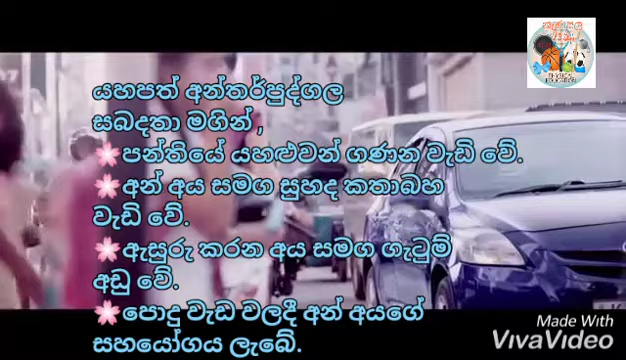 යහපත් අන්තර්පුද්ගල
සබදතා මගින්,
🌸පන්තියේ යහළුවන් ගණන වැඩි වේ.
🌸අන් අය සමග සුහද කතාබහ
වැඩි වේ.
🌸ඇසුරු කරන අය සමග ගැටුම්
අඩු වේ.
🌸පොදු වැඩ වලදී අන් අයගේ
සහයෝගය ලැබේ.
Made With
VivaVideo